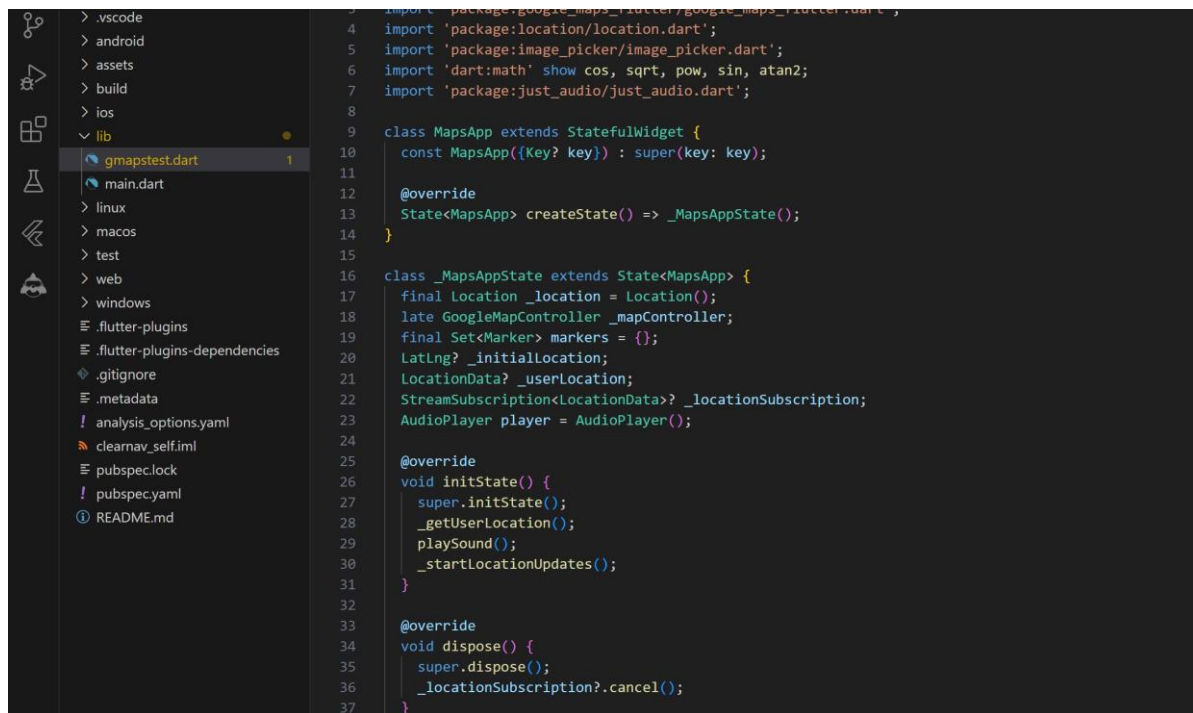 .vscode
android
assets
build
ios
lib
gmapstest.dart 1
main.dart
linux
macos
test
web
windows
.flutter-plugins
.flutter-plugins-dependencies
.gitignore
.metadata
! analysis_options.yaml
clearnav_self.iml
pubspec.lock
! pubspec.yaml
README.md
3 import 'package:google_maps_flutter/google_maps_flutter.dart';
4 import 'package:location/location.dart';
5 import 'package:image_picker/image_picker.dart';
6 import 'dart:math' show cos, sqrt, pow, sin, atan2;
7 import 'package:just_audio/just_audio.dart';
8
9 class MapsApp extends StatefulWidget {
10 const MapsApp({Key? key}) : super(key: key);
11
12 @override
13 State<MapsApp> createState() => _MapsAppState();
14 }
15
16 class _MapsAppState extends State<MapsApp> {
17 final Location _location = Location();
18 late GoogleMapController _mapController;
19 final Set<Marker> markers = {};
20 LatLng? _initialLocation;
21 LocationData? _userLocation;
22 StreamSubscription<LocationData>? _locationSubscription;
23 AudioPlayer player = AudioPlayer();
24
25 @override
26 void initState() {
27 super.initState();
28 _getUserLocation();
29 playSound();
30 _startLocationUpdates();
31 }
32
33 @override
34 void dispose() {
35 super.dispose();
36 _locationSubscription?.cancel();
37 }